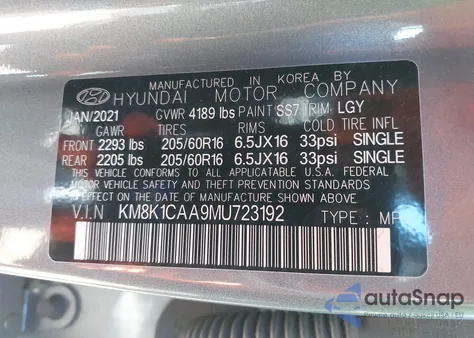 MANUFACTURED IN KOREA BY
HYUNDAI MOTOR COMPANY
JAN/2021 GVWR 4189 lbs PAINT SS7 TRIM LGY
GAWR TIRES RIMS COLD TIRE INFL
FRONT 2293 lbs 205/60R16 6.5JX16 33psi SINGLE
REAR 2205 lbs 205/60R16 6.5JX16 33psi SINGLE
THIS VEHICLE CONFORMS TO ALL APPLICABLE U.S.A FEDERAL
MOTOR VEHICLE SAFETY AND THEFT PREVENTION STANDARDS IN
EFFECT ON THE DATE OF MANUFACTURE SHOWN ABOVE.
V.I.N KM8K1CAA9MU723192 TYPE : MP
autoSnap